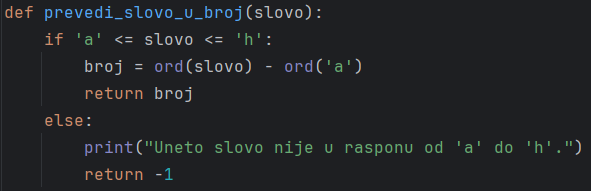 def prevedi_slovo_u_broj(slovo):
    if 'a' <= slovo <= 'h':
        broj = ord(slovo) - ord('a')
        return broj
    else:
        print("Uneto slovo nije u rasponu od 'a' do 'h'.")
        return -1